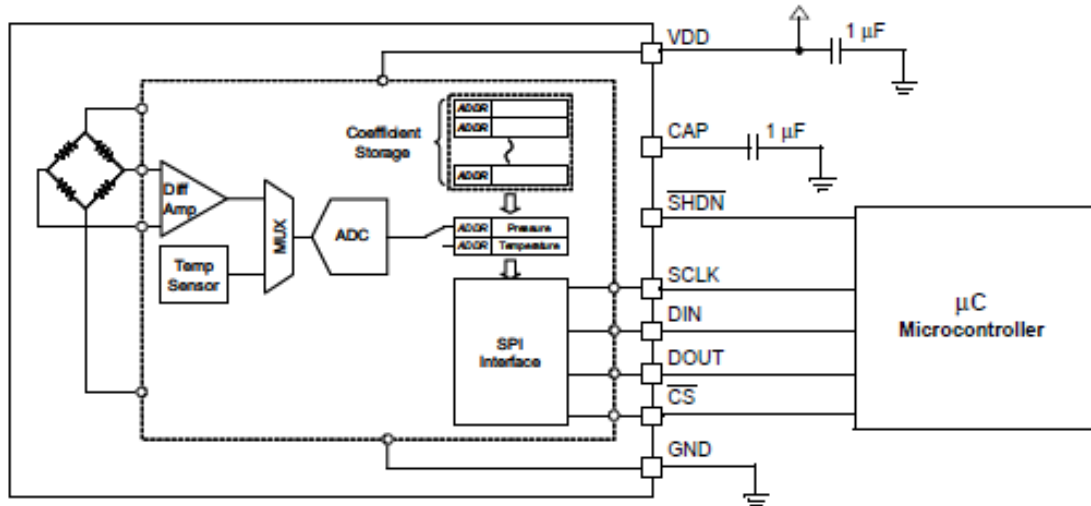 VDD
1 µF
CAP
1 µF
SHDN
SCLK
DIN
DOUT
CS
GND
µC
Microcontroller
Coefficient
Storage
ADDR
ADDR
ADDR
Diff
Amp
MUX
ADC
Temp
Sensor
ADDR Pressure
ADDR Temperature
SPI
Interface